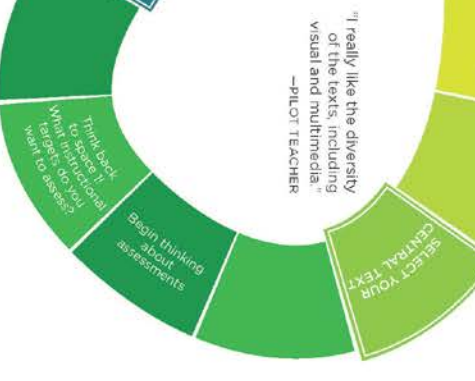 "I really like the diversity
of the texts, including
visual and multimedia."
—PILOT TEACHER
SELECT YOUR
CENTRAL TEXT
Begin thinking
about
assessments
Think back
to space 1!
What instructional
targets do you
want to assess?